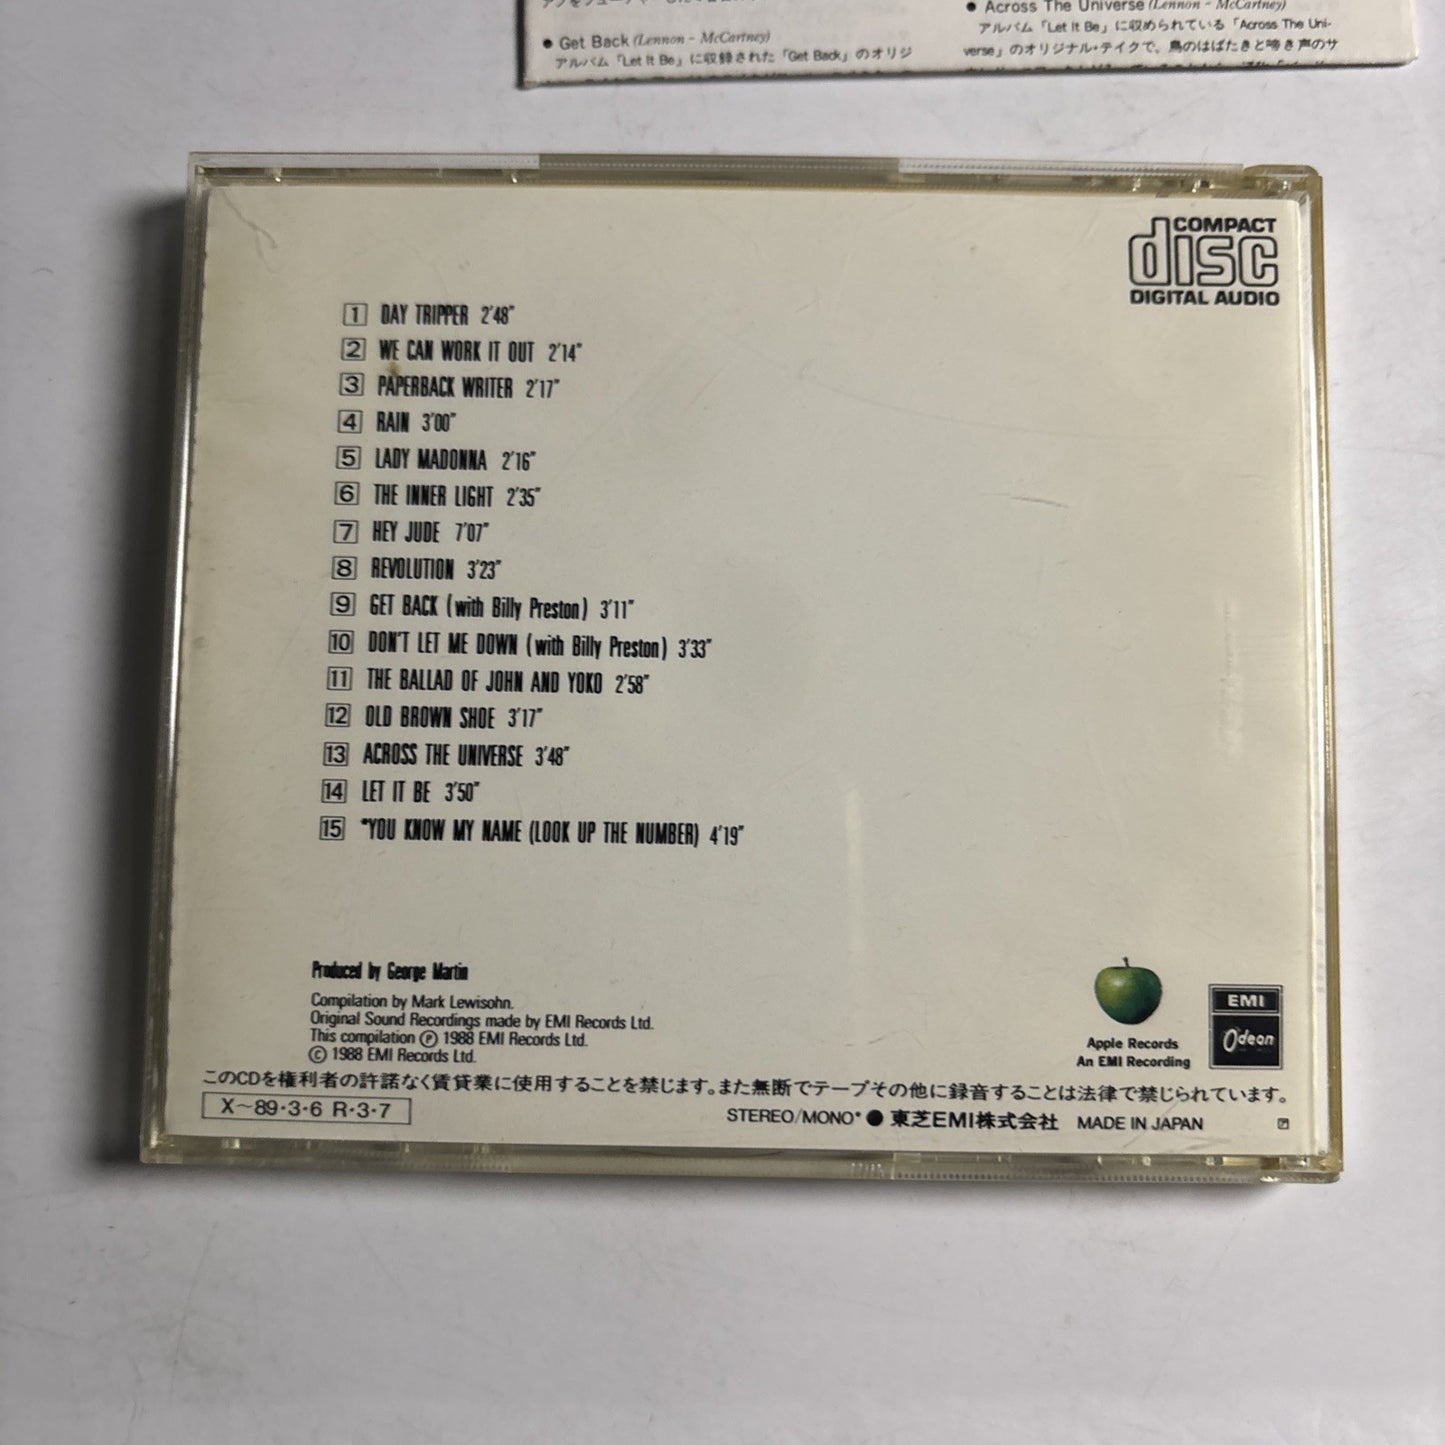 ● Get Back (Lennon - McCartney)
アルバム「Let It Be」に収録された「Get Back」のオリジ
● Across The Universe (Lennon - McCartney)
アルバム「Let It Be」に収められている「Across The Uni-
verse」のオリジナル・テイクで、鳥のはばたきと啼き声のサ
COMPACT
disc
DIGITAL AUDIO
1 DAY TRIPPER 2'48"
2 WE CAN WORK IT OUT 2'14"
3 PAPERBACK WRITER 2'17"
4 RAIN 3'00"
5 LADY MADONNA 2'16"
6 THE INNER LIGHT 2'35"
7 HEY JUDE 7'07"
8 REVOLUTION 3'23"
9 GET BACK (with Billy Preston) 3'11"
10 DON'T LET ME DOWN (with Billy Preston) 3'33"
11 THE BALLAD OF JOHN AND YOKO 2'58"
12 OLD BROWN SHOE 3'17"
13 ACROSS THE UNIVERSE 3'48"
14 LET IT BE 3'50"
15 *YOU KNOW MY NAME (LOOK UP THE NUMBER) 4'19"
Produced by George Martin
Compilation by Mark Lewisohn.
Original Sound Recordings made by EMI Records Ltd.
This compilation Ⓟ 1988 EMI Records Ltd.
© 1988 EMI Records Ltd.
Apple Records
An EMI Recording
EMI
Odeon
このCDを権利者の許諾なく賃貸業に使用することを禁じます。また無断でテープその他に録音することは法律で禁じられています。
X～89・3・6 R・3・7
STEREO/MONO* ● 東芝EMI株式会社 MADE IN JAPAN